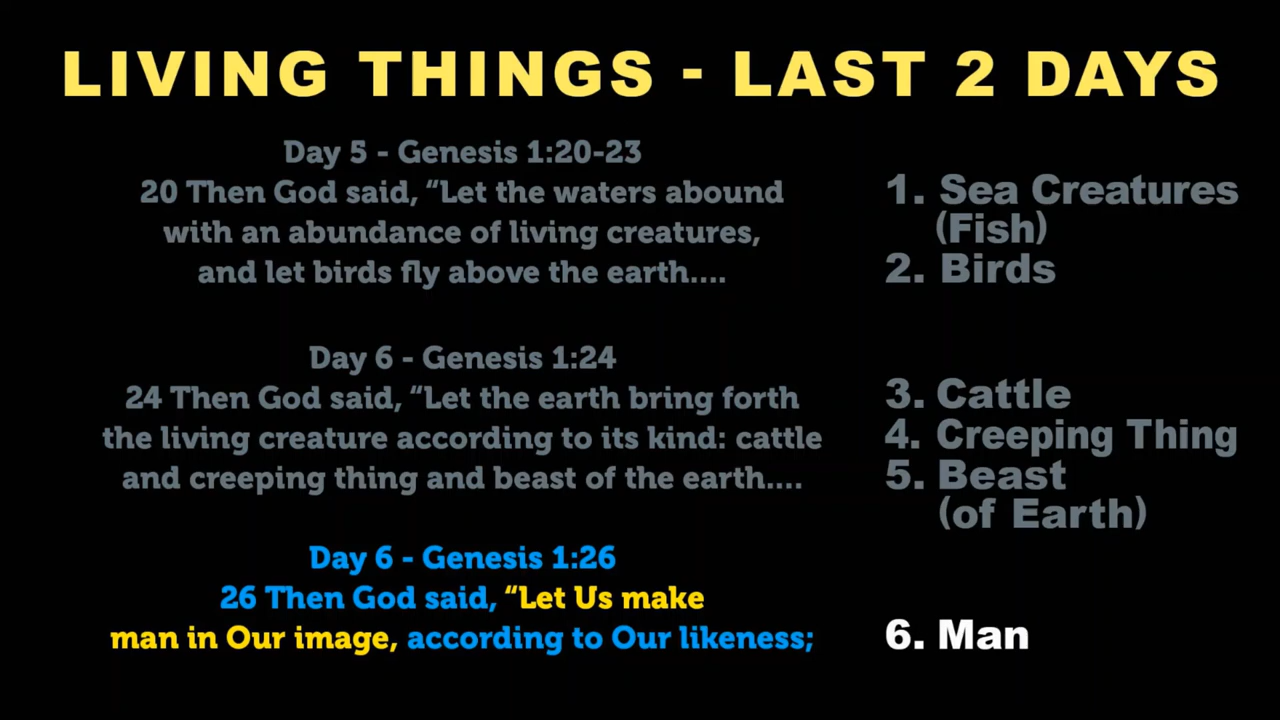 LIVING THINGS - LAST 2 DAYS
Day 5 - Genesis 1:20-23
20 Then God said, “Let the waters abound
with an abundance of living creatures,
and let birds fly above the earth....
1. Sea Creatures
(Fish)
2. Birds
Day 6 - Genesis 1:24
24 Then God said, “Let the earth bring forth
the living creature according to its kind: cattle
and creeping thing and beast of the earth....
3. Cattle
4. Creeping Thing
5. Beast
(of Earth)
Day 6 - Genesis 1:26
26 Then God said, “Let Us make
man in Our image, according to Our likeness;
6. Man